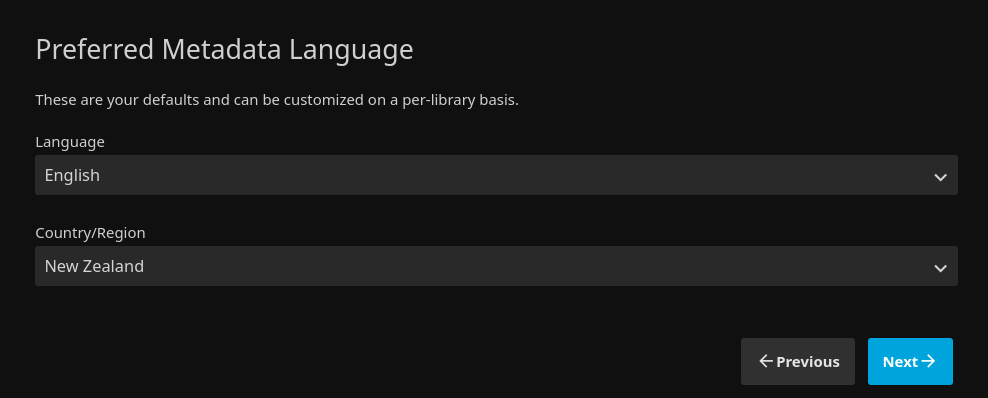 Preferred Metadata Language
These are your defaults and can be customized on a per-library basis.
Language
English
Country/Region
New Zealand
Previous
Next